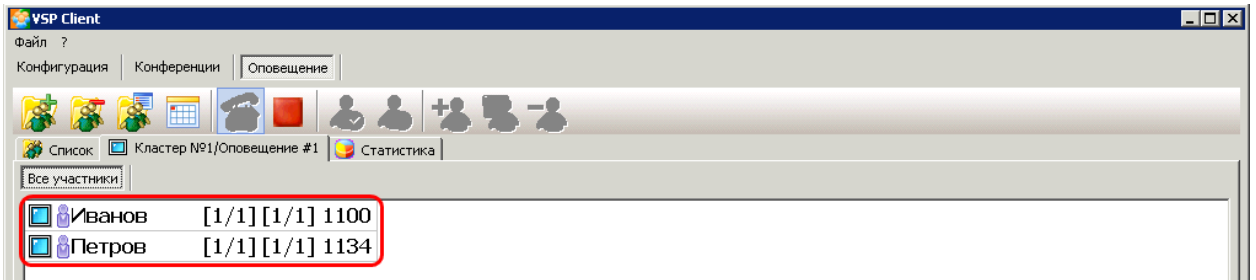 VSP Client
Файл ?
Конфигурация Конференции Оповещение
Список Кластер №1/Оповещение #1 Статистика
Все участники
Иванов [1/1] [1/1] 1100
Петров [1/1] [1/1] 1134